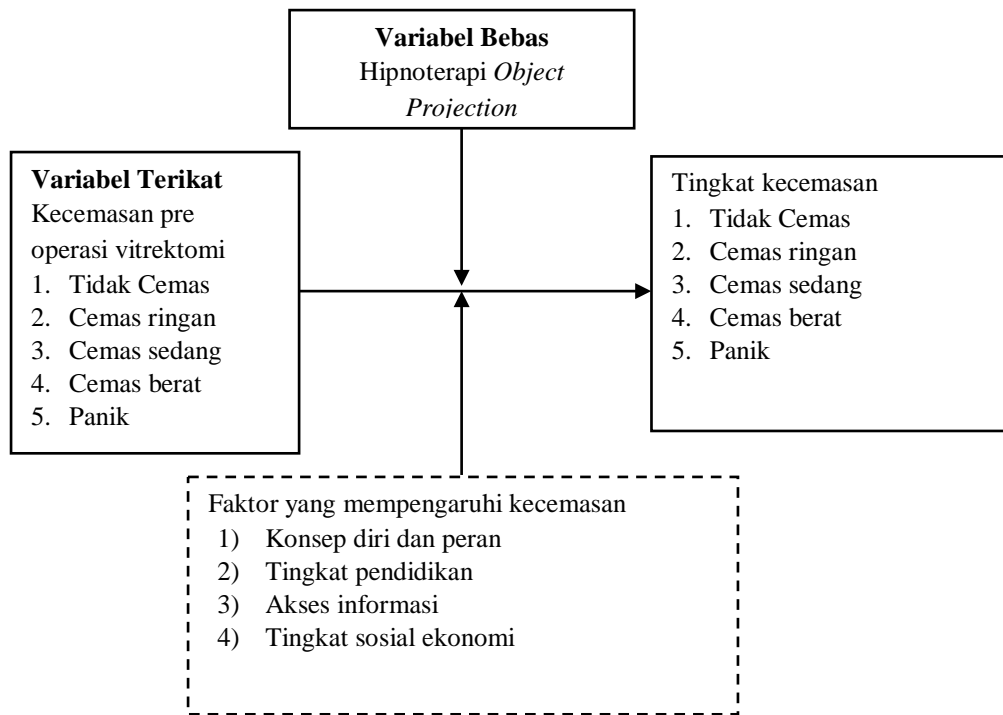 Variabel Bebas
Hipnoterapi Object
Projection
Variabel Terikat
Kecemasan pre
operasi vitrektomi
1. Tidak Cemas
2. Cemas ringan
3. Cemas sedang
4. Cemas berat
5. Panik
Tingkat kecemasan
1. Tidak Cemas
2. Cemas ringan
3. Cemas sedang
4. Cemas berat
5. Panik
Faktor yang mempengaruhi kecemasan
1) Konsep diri dan peran
2) Tingkat pendidikan
3) Akses informasi
4) Tingkat sosial ekonomi